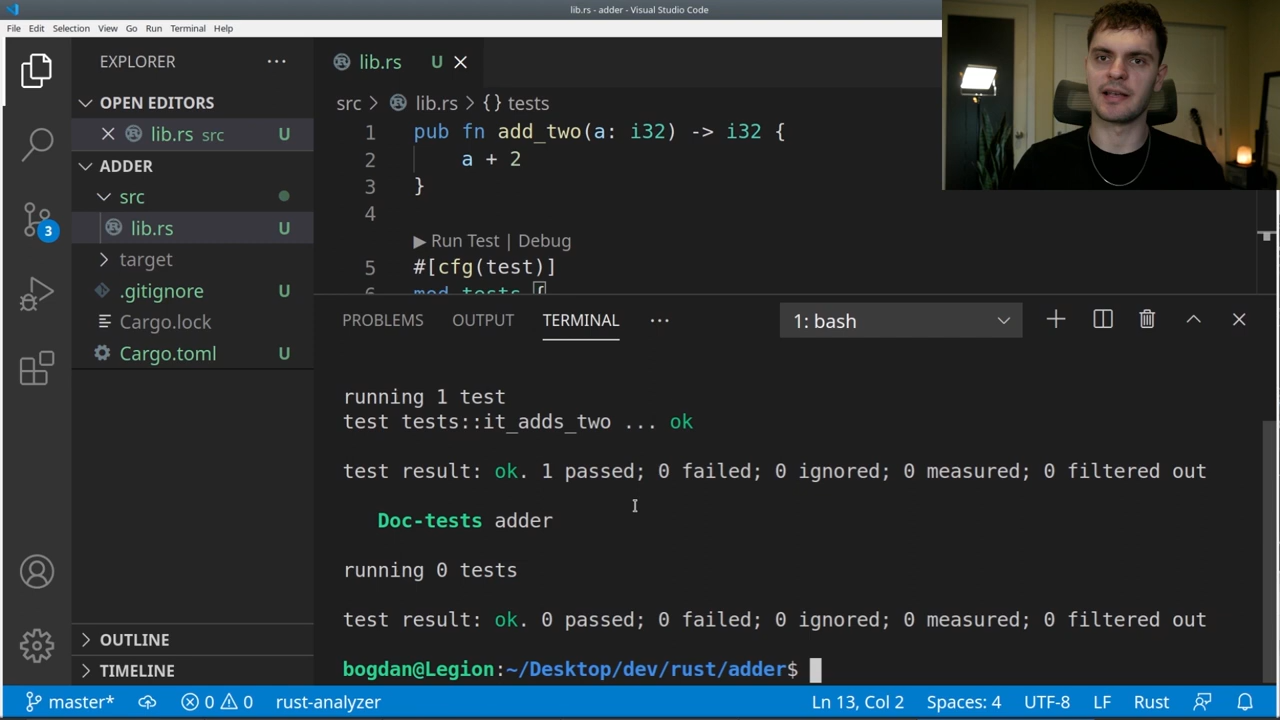 lib.rs - adder - Visual Studio Code
File Edit Selection View Go Run Terminal Help
EXPLORER
OPEN EDITORS
lib.rs src U
ADDER
src
lib.rs U
target
.gitignore U
Cargo.lock
Cargo.toml U
OUTLINE
TIMELINE
3
lib.rs U
src > lib.rs > {} tests
1 pub fn add_two(a: i32) -> i32 {
2 a + 2
3 }
4
▶ Run Test | Debug
5 #[cfg(test)]
6 mod tests {
PROBLEMS OUTPUT TERMINAL ... 1: bash
running 1 test
test tests::it_adds_two ... ok
test result: ok. 1 passed; 0 failed; 0 ignored; 0 measured; 0 filtered out
Doc-tests adder
running 0 tests
test result: ok. 0 passed; 0 failed; 0 ignored; 0 measured; 0 filtered out
bogdan@Legion:~/Desktop/dev/rust/adder$
master* 0 0 rust-analyzer Ln 13, Col 2 Spaces: 4 UTF-8 LF Rust